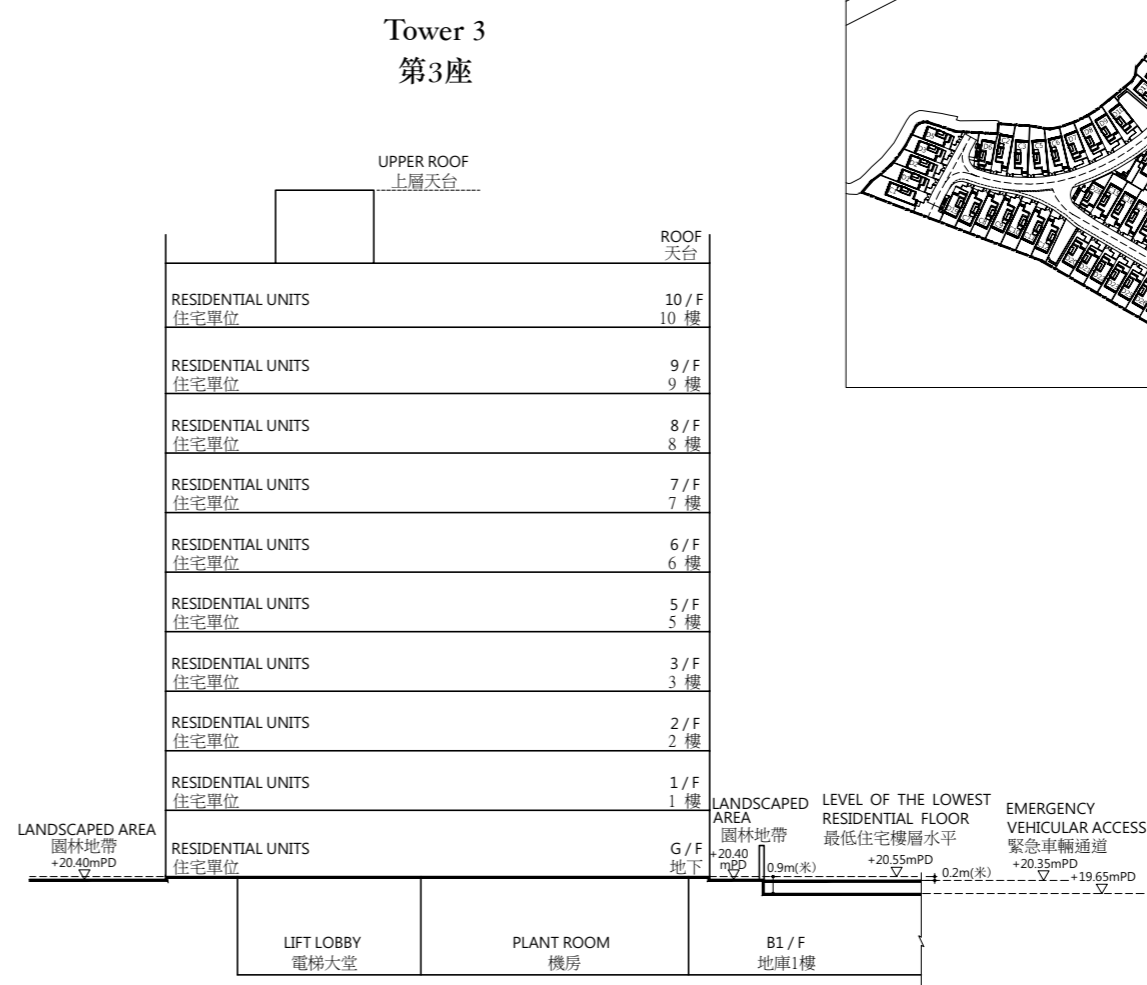 Tower 3
第3座
UPPER ROOF
上層天台
ROOF
天台
RESIDENTIAL UNITS
住宅單位
10 / F
10 樓
RESIDENTIAL UNITS
住宅單位
9 / F
9 樓
RESIDENTIAL UNITS
住宅單位
8 / F
8 樓
RESIDENTIAL UNITS
住宅單位
7 / F
7 樓
RESIDENTIAL UNITS
住宅單位
6 / F
6 樓
RESIDENTIAL UNITS
住宅單位
5 / F
5 樓
RESIDENTIAL UNITS
住宅單位
3 / F
3 樓
RESIDENTIAL UNITS
住宅單位
2 / F
2 樓
RESIDENTIAL UNITS
住宅單位
1 / F
1 樓
RESIDENTIAL UNITS
住宅單位
G / F
地下
LANDSCAPED AREA
園林地帶
+20.40mPD
LANDSCAPED
AREA
園林地帶
+20.40
mPD
0.9m(米)
LEVEL OF THE LOWEST
RESIDENTIAL FLOOR
最低住宅樓層水平
+20.55mPD
0.2m(米)
EMERGENCY
VEHICULAR ACCESS
緊急車輛通道
+20.35mPD
+19.65mPD
LIFT LOBBY
電梯大堂
PLANT ROOM
機房
B1 / F
地庫1樓